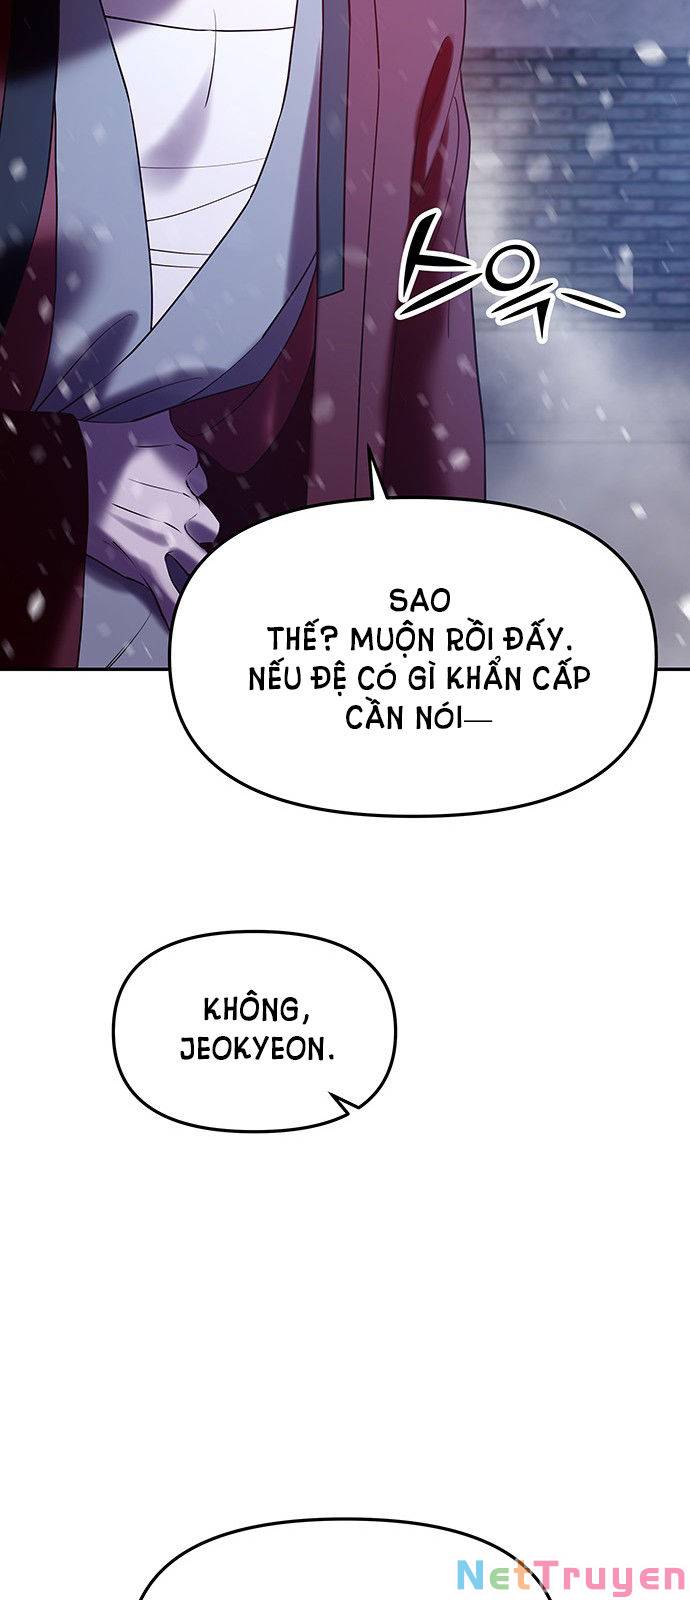 스윽—
SAO
THẾ? MUỘN RỒI ĐẤY.
NẾU ĐỆ CÓ GÌ KHẨN CẤP
CẦN NÓI—
KHÔNG,
JEOKYEON.
NetTruyen